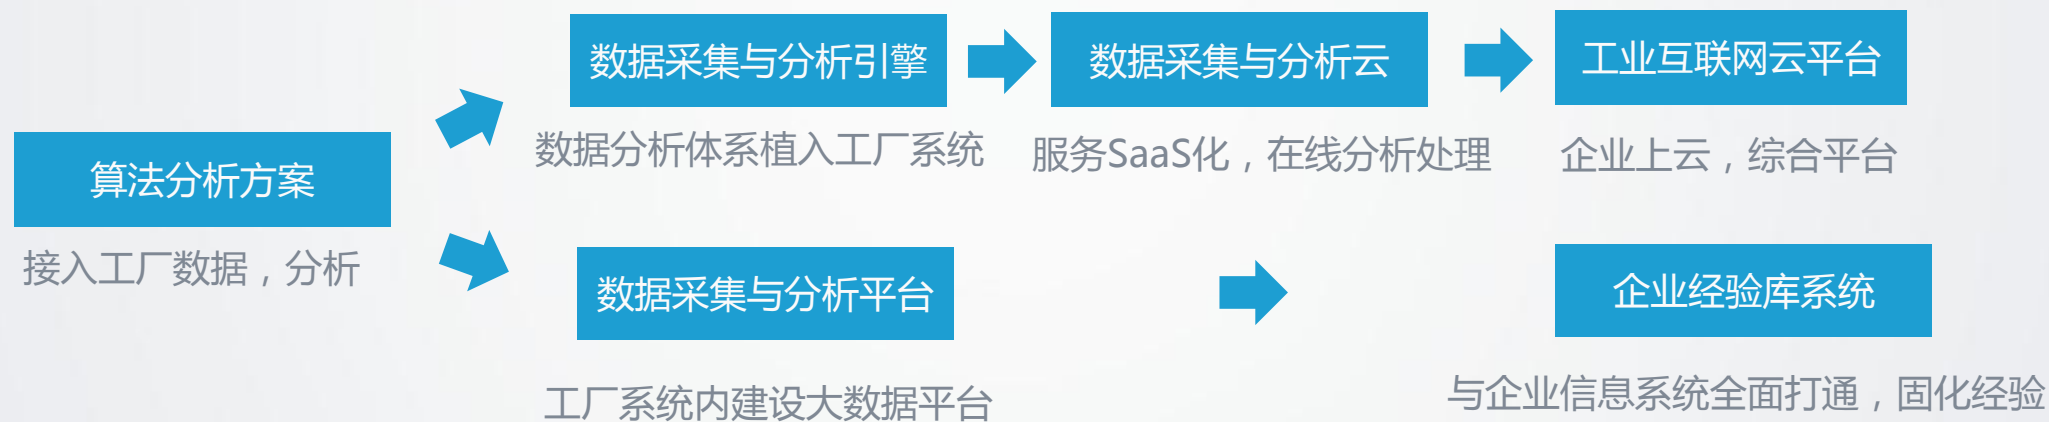 算法分析方案
接入工厂数据，分析
数据采集与分析引擎
数据分析体系植入工厂系统
数据采集与分析云
服务SaaS化，在线分析处理
工业互联网云平台
企业上云，综合平台
数据采集与分析平台
工厂系统内建设大数据平台
企业经验库系统
与企业信息系统全面打通，固化经验